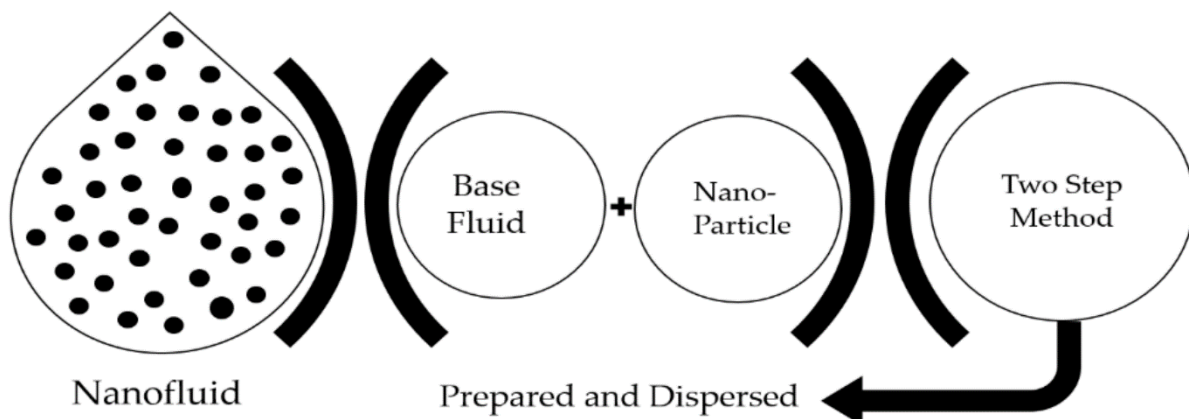 Base
Fluid
+
Nano-
Particle
Two Step
Method
Nanofluid
Prepared and Dispersed